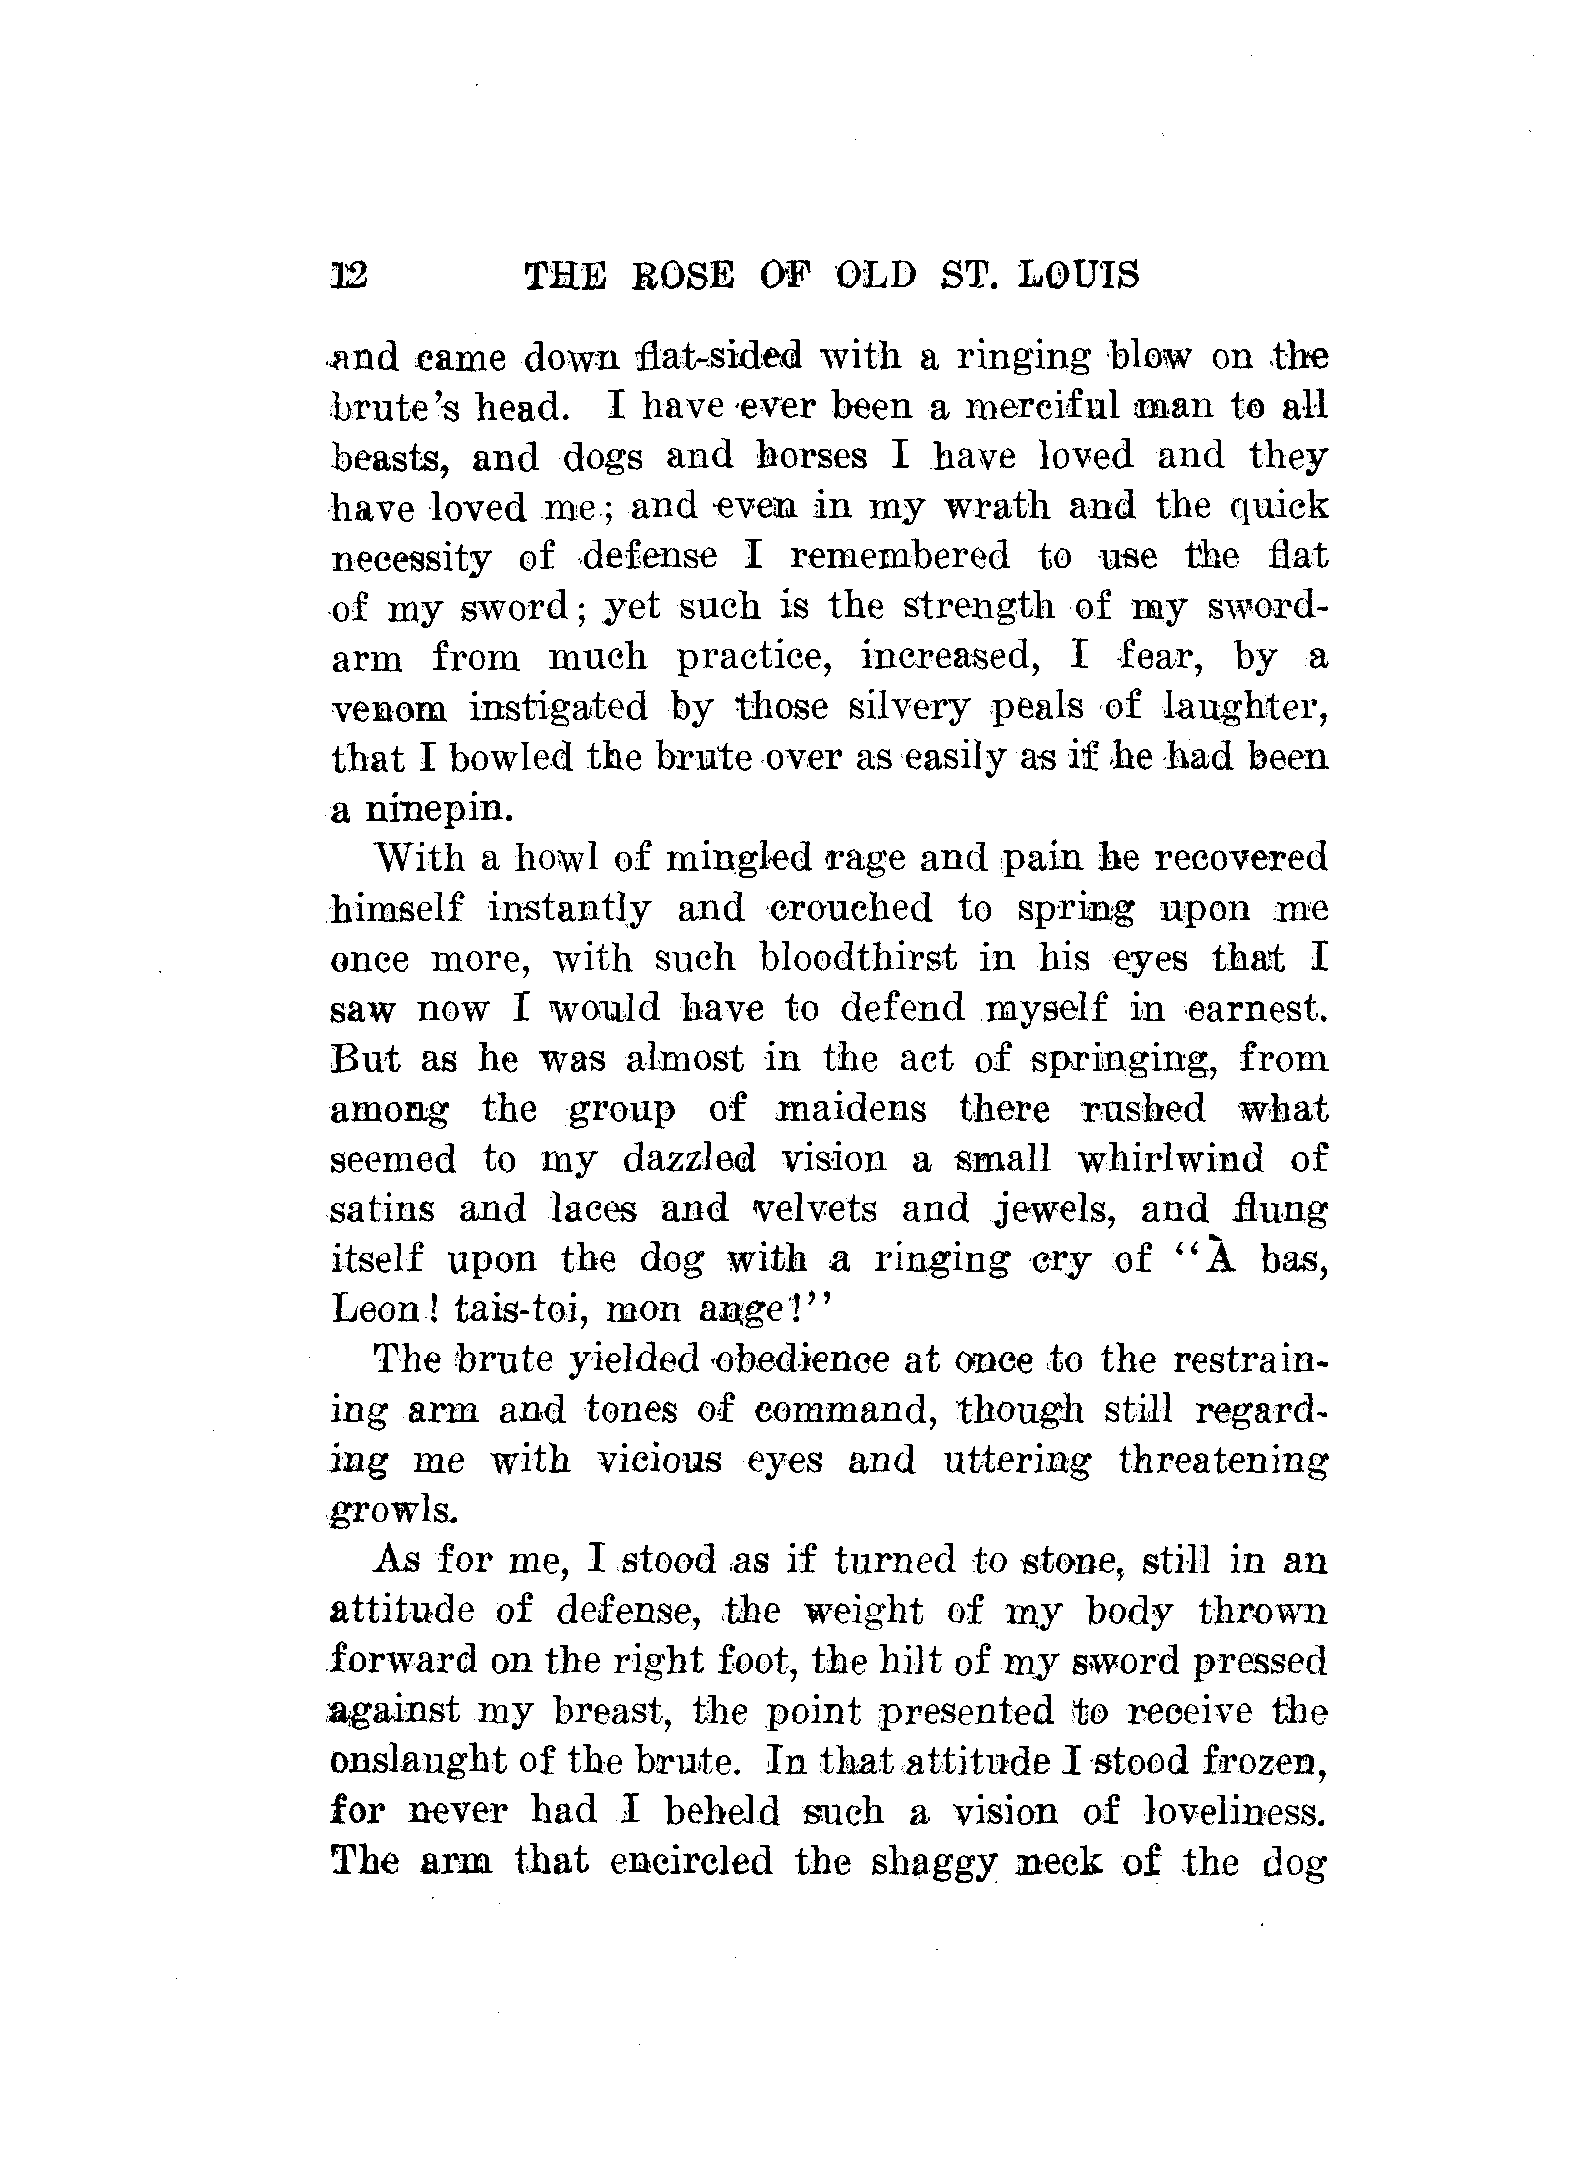 12 THE ROSE OF OLD ST. LOUIS
and came down flat-sided with a ringing blow on the
brute's head. I have ever been a merciful man to all
beasts, and dogs and horses I have loved and they
have loved me; and even in my wrath and the quick
necessity of defense I remembered to use the flat
of my sword; yet such is the strength of my sword-
arm from much practice, increased, I fear, by a
venom instigated by those silvery peals of laughter,
that I bowled the brute over as easily as if he had been
a ninepin.
With a howl of mingled rage and pain he recovered
himself instantly and crouched to spring upon me
once more, with such bloodthirst in his eyes that I
saw now I would have to defend myself in earnest.
But as he was almost in the act of springing, from
among the group of maidens there rushed what
seemed to my dazzled vision a small whirlwind of
satins and laces and velvets and jewels, and flung
itself upon the dog with a ringing cry of "À bas,
Leon! tais-toi, mon ange!"
The brute yielded obedience at once to the restrain-
ing arm and tones of command, though still regard-
ing me with vicious eyes and uttering threatening
growls.
As for me, I stood as if turned to stone, still in an
attitude of defense, the weight of my body thrown
forward on the right foot, the hilt of my sword pressed
against my breast, the point presented to receive the
onslaught of the brute. In that attitude I stood frozen,
for never had I beheld such a vision of loveliness.
The arm that encircled the shaggy neck of the dog